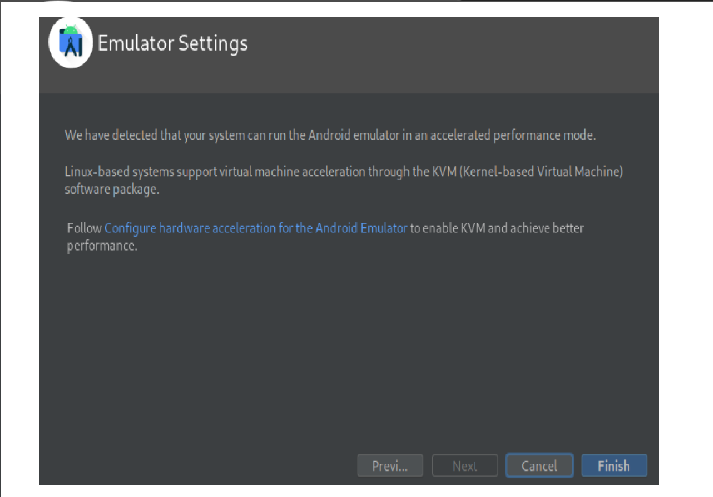 Emulator Settings
We have detected that your system can run the Android emulator in an accelerated performance mode.
Linux-based systems support virtual machine acceleration through the KVM (Kernel-based Virtual Machine)
software package.
Follow Configure hardware acceleration for the Android Emulator to enable KVM and achieve better
performance.
Previ... Next Cancel Finish